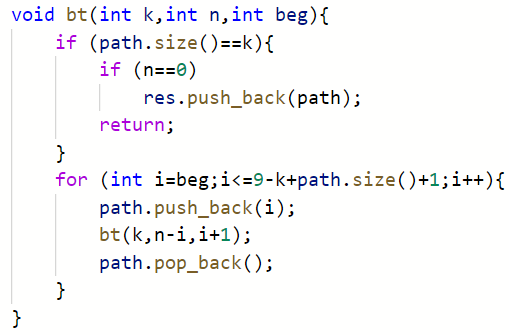 void bt(int k,int n,int beg){
    if (path.size()==k){
        if (n==0)
            res.push_back(path);
        return;
    }
    for (int i=beg;i<=9-k+path.size()+1;i++){
        path.push_back(i);
        bt(k,n-i,i+1);
        path.pop_back();
    }
}